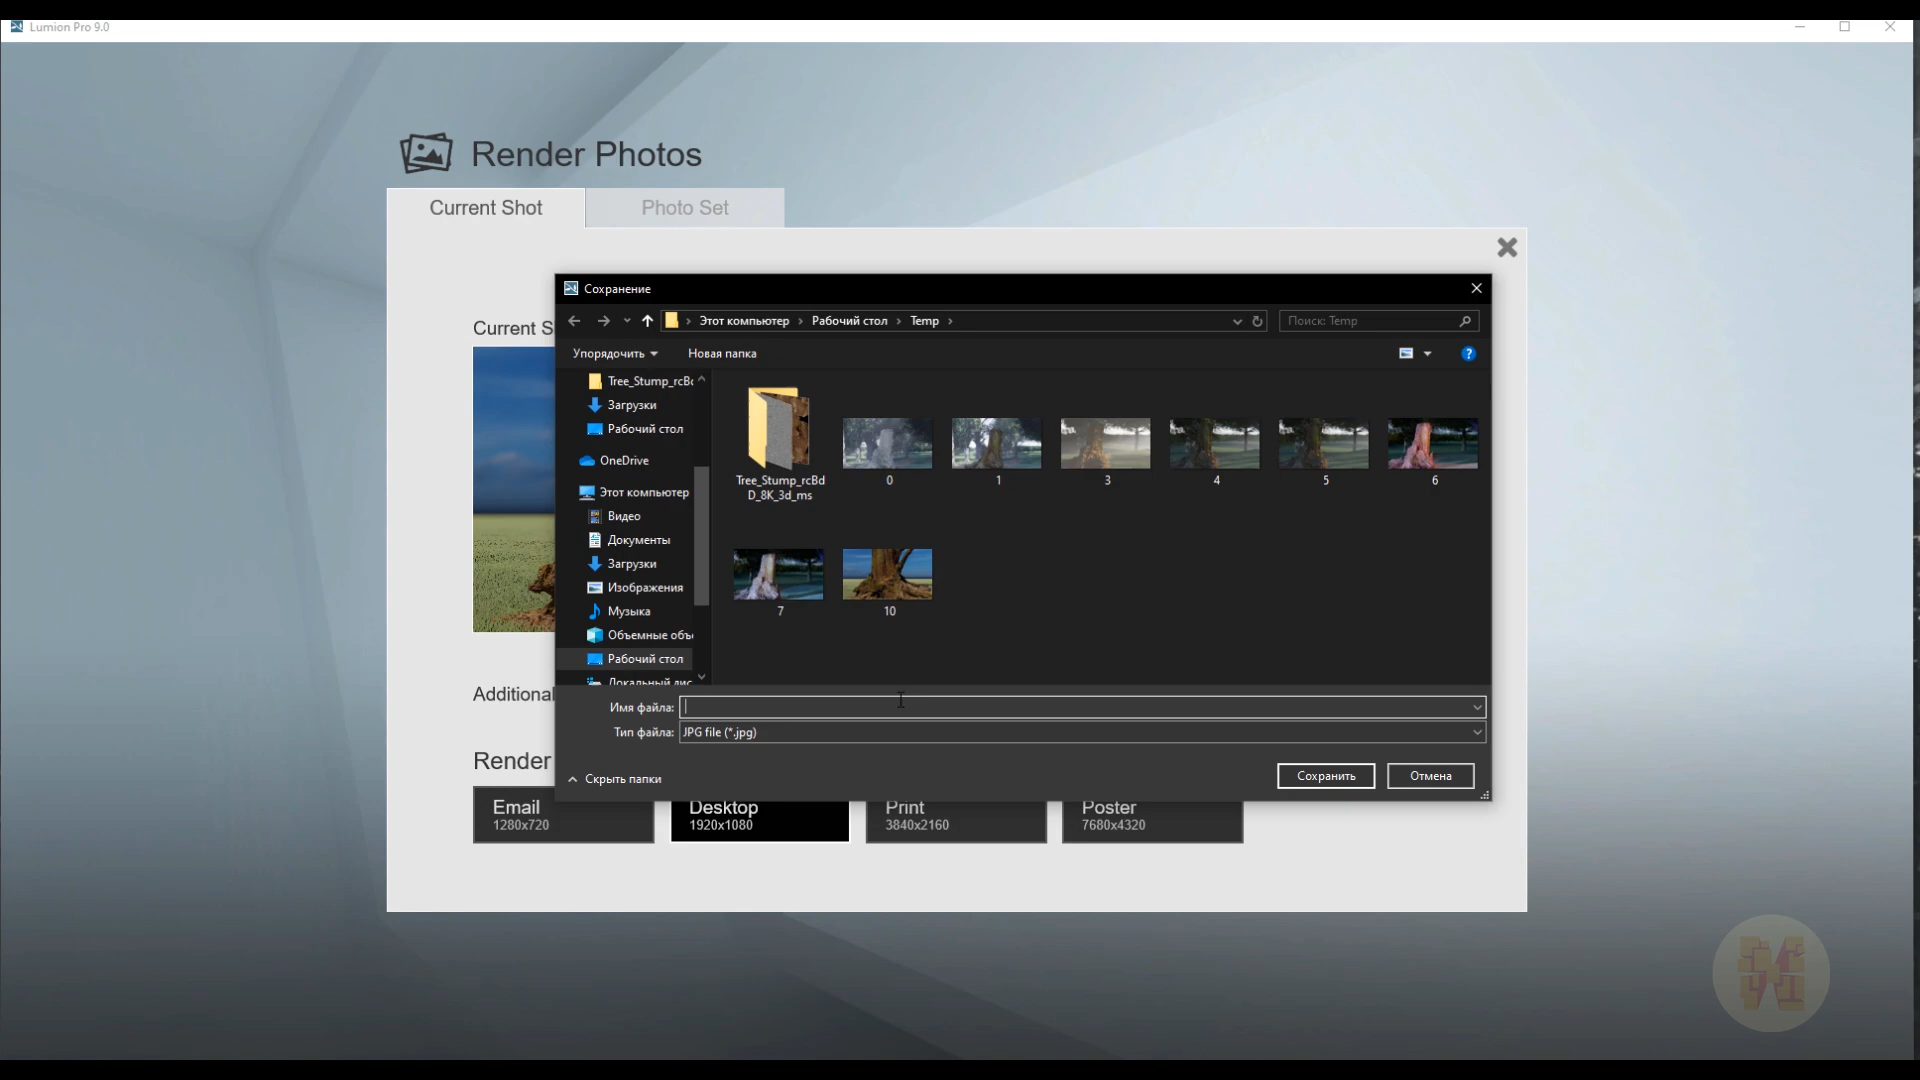 Lumion Pro 9.0
Render Photos
Current Shot
Photo Set
Current S
Сохранение
Этот компьютер
Рабочий стол
Temp
Поиск: Temp
Упорядочить
Новая папка
Tree_Stump_rcBd
Загрузки
Рабочий стол
OneDrive
Этот компьютер
Видео
Документы
Загрузки
Изображения
Музыка
Объемные объ
Рабочий стол
Локальный дис
Tree_Stump_rcBd
D_8K_3d_ms
0
1
3
4
5
6
7
10
Additional
Имя файла:
Тип файла: JPG file (*.jpg)
Render
Скрыть папки
Сохранить
Отмена
Email
1280x720
Desktop
1920x1080
Print
3840x2160
Poster
7680x4320